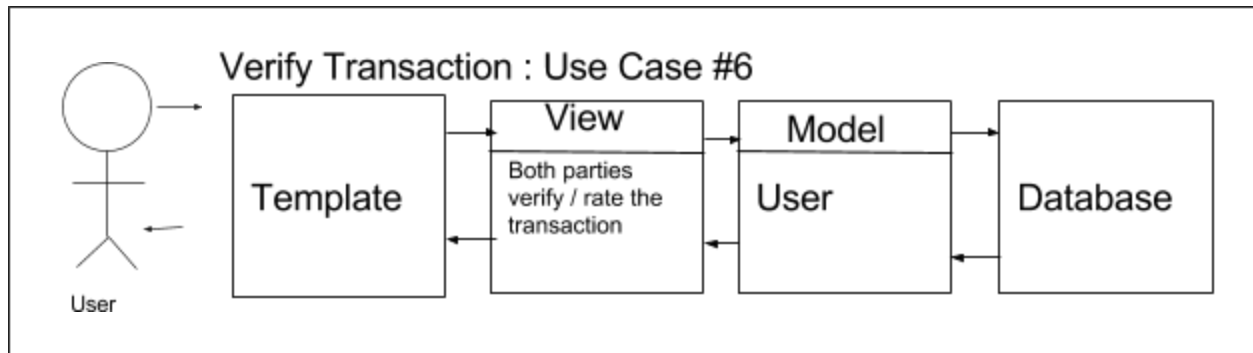 Verify Transaction : Use Case #6
Template
View
Both parties
verify / rate the
transaction
Model
User
Database
User